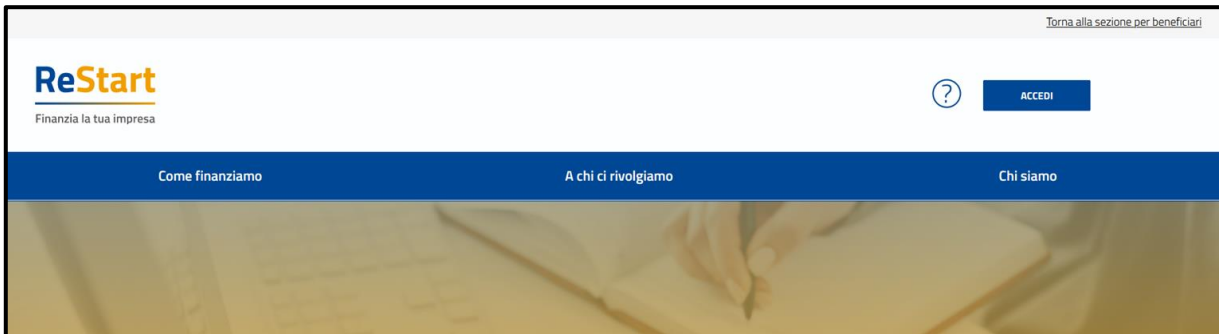 Torna alla sezione per beneficiari
ReStart
Finanzia la tua impresa
?
ACCEDI
Come finanziamo
A chi ci rivolgiamo
Chi siamo